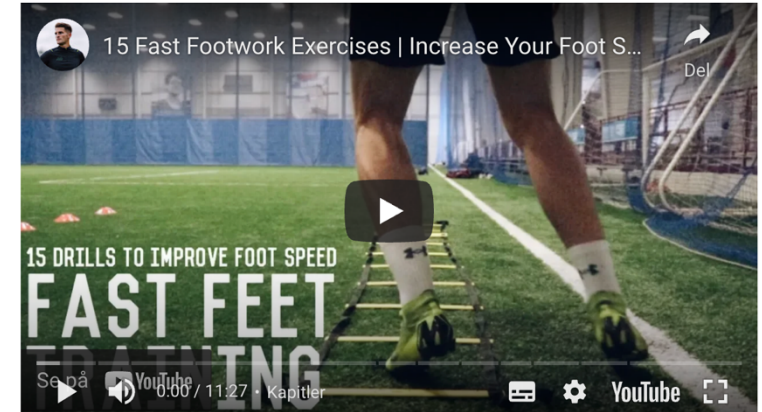 15 Fast Footwork Exercises | Increase Your Foot S...
Del
15 DRILLS TO IMPROVE FOOT SPEED
FAST FEET
TRAINING
Se på YouTube
0:00 / 11:27 • Kapitler
YouTube